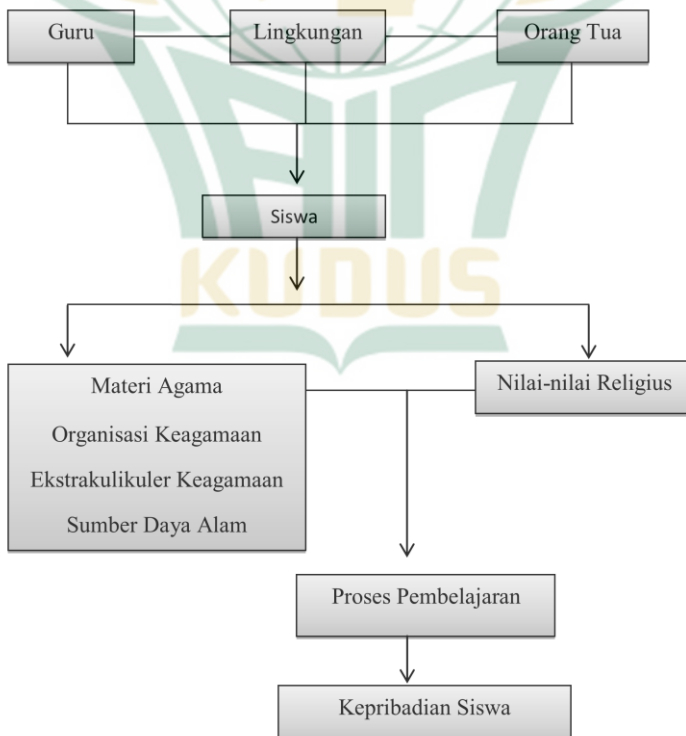 Guru
Lingkungan
Orang Tua
Siswa
KUDUS
Materi Agama
Organisasi Keagamaan
Ekstrakulikuler Keagamaan
Sumber Daya Alam
Nilai-nilai Religius
Proses Pembelajaran
Kepribadian Siswa